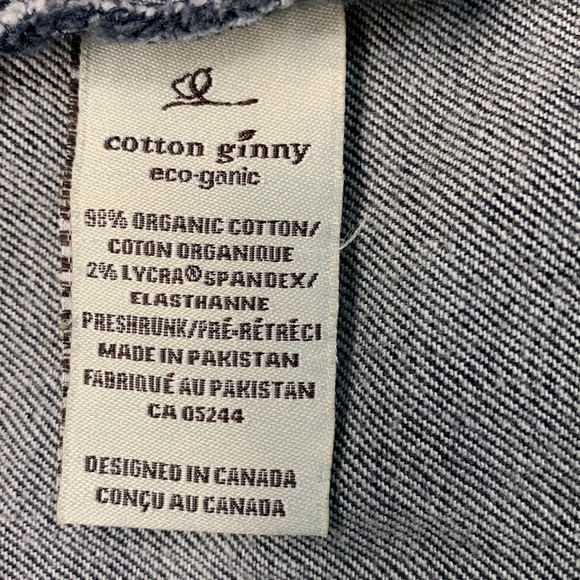 cotton ginny
eco-ganic
98% ORGANIC COTTON/
COTON ORGANIQUE
2% LYCRA® SPANDEX/
ELASTHANNE
PRESHRUNK/PRÉ-RÉTRÉCI
MADE IN PAKISTAN
FABRIQUÉ AU PAKISTAN
CA 05244
DESIGNED IN CANADA
CONÇU AU CANADA